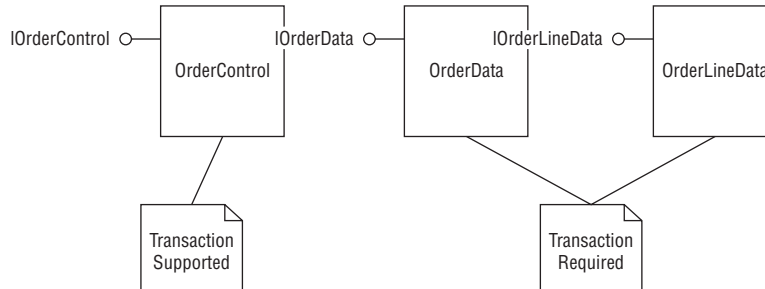 IOrderControl
OrderControl
IOrderData
OrderData
IOrderLineData
OrderLineData
Transaction
Supported
Transaction
Required